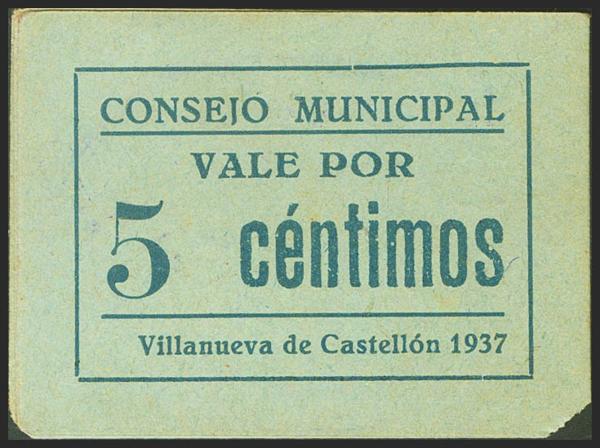 CONSEJO MUNICIPAL
VALE POR
5 céntimos
Villanueva de Castellón 1937